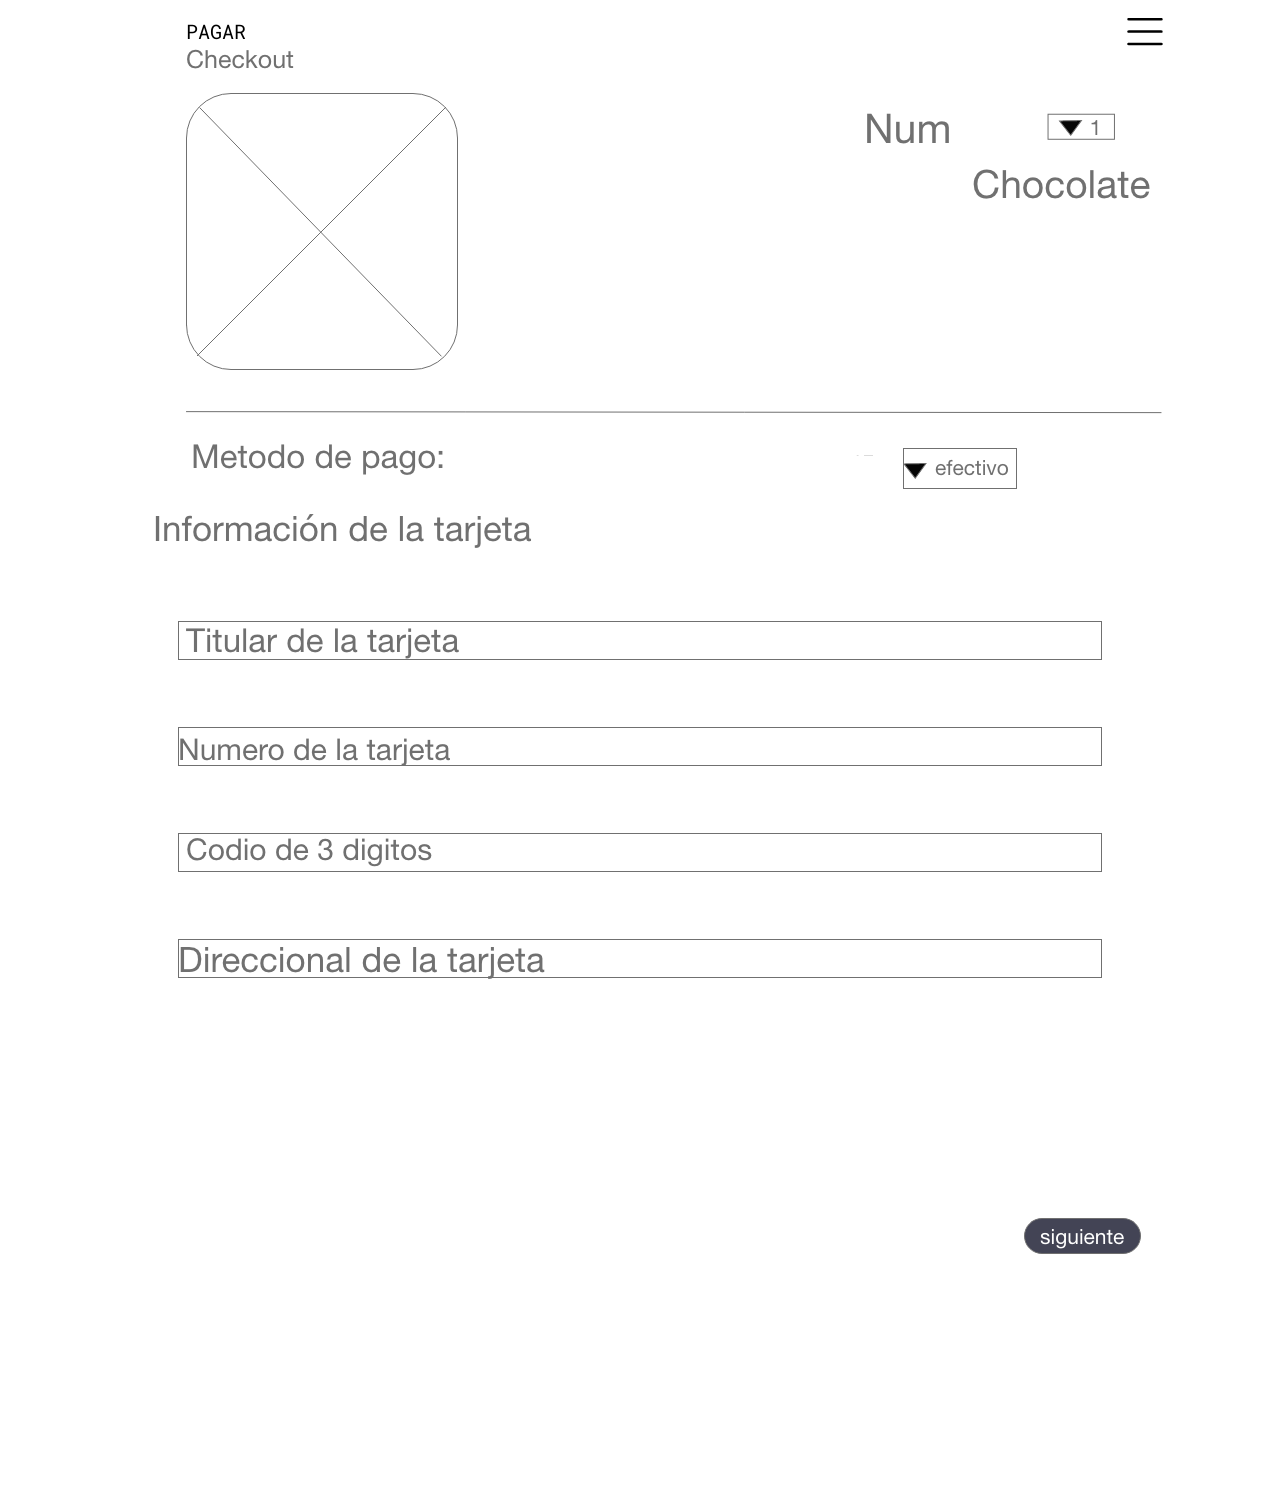 PAGAR
Checkout
Num
1
Chocolate
Metodo de pago:
efectivo
Información de la tarjeta
Titular de la tarjeta
Numero de la tarjeta
Codio de 3 digitos
Direccional de la tarjeta
siguiente